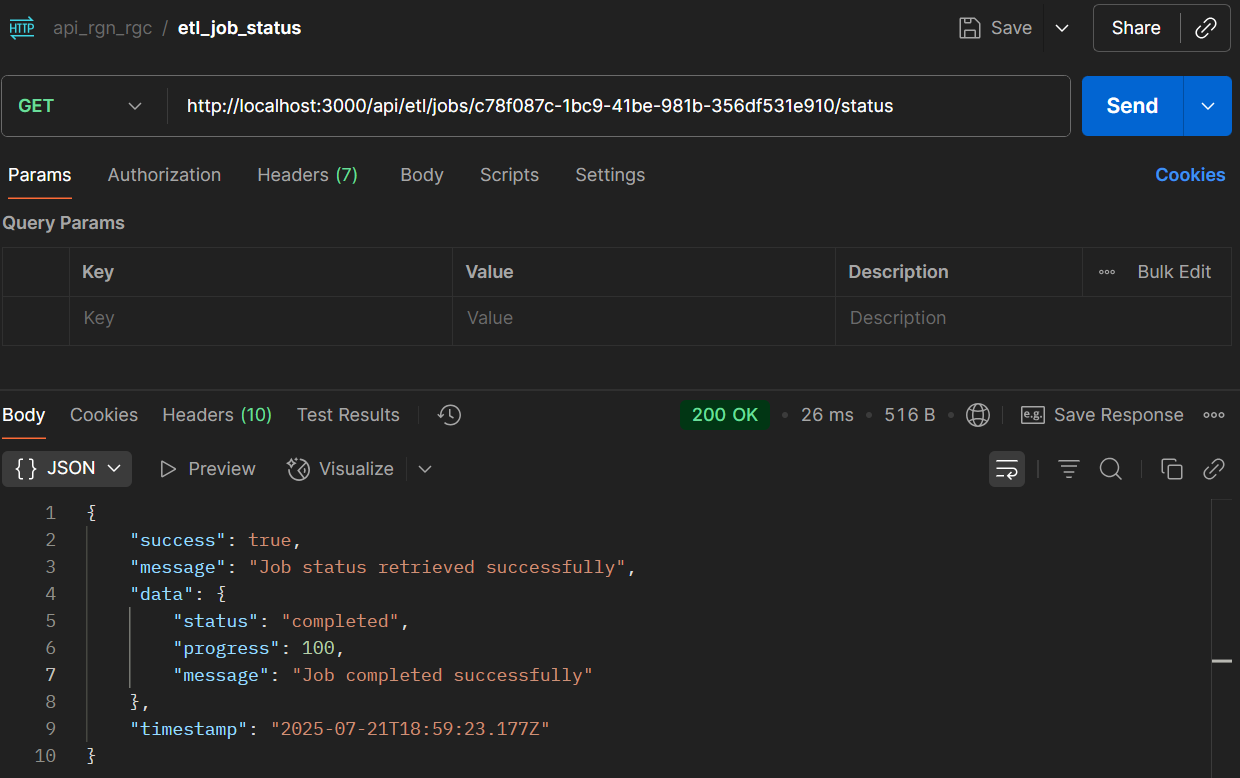 HTTP api_rgn_rgc / etl_job_status Save Share
GET http://localhost:3000/api/etl/jobs/c78f087c-1bc9-41be-981b-356df531e910/status Send
Params Authorization Headers (7) Body Scripts Settings Cookies
Query Params
Key Value Description Bulk Edit
Key Value Description
Body Cookies Headers (10) Test Results 200 OK • 26 ms • 516 B • e.g. Save Response
{} JSON Preview Visualize
1 {
2 "success": true,
3 "message": "Job status retrieved successfully",
4 "data": {
5 "status": "completed",
6 "progress": 100,
7 "message": "Job completed successfully"
8 },
9 "timestamp": "2025-07-21T18:59:23.177Z"
10 }